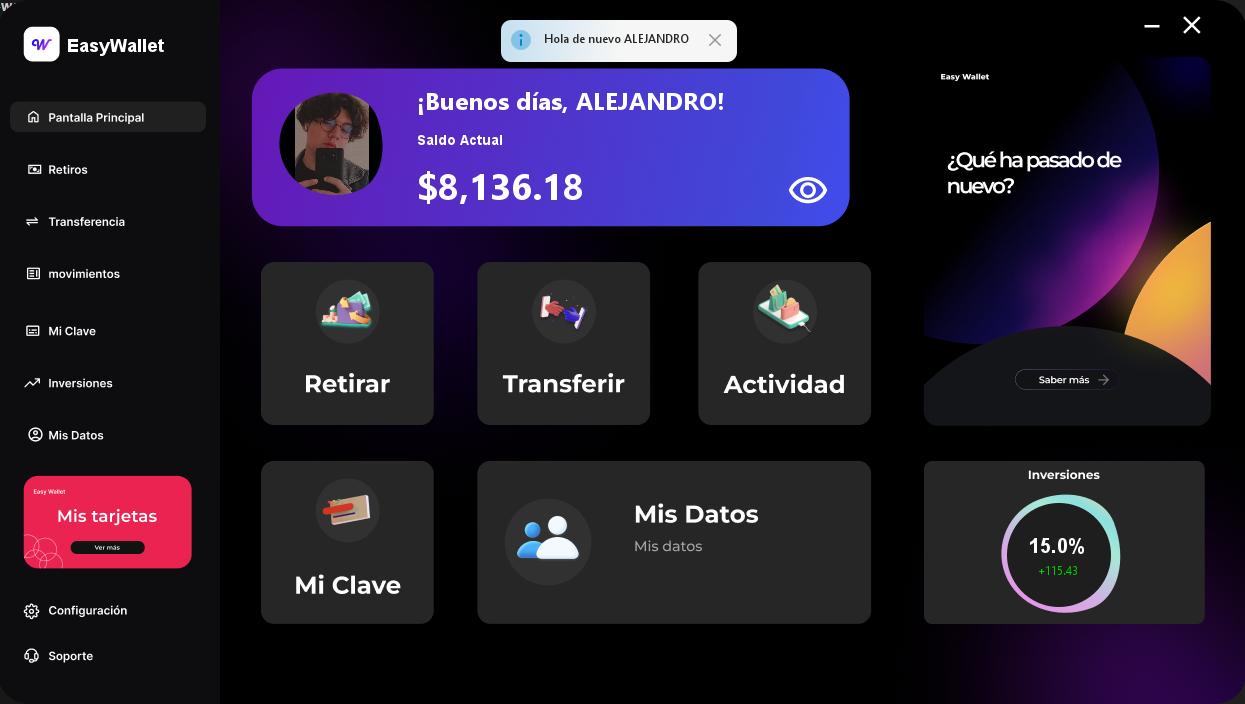 EasyWallet
Pantalla Principal
Retiros
Transferencia
movimientos
Mi Clave
Inversiones
Mis Datos
Easy Wallet
Mis tarjetas
Ver más
Configuración
Soporte
Hola de nuevo ALEJANDRO
¡Buenos días, ALEJANDRO!
Saldo Actual
$8,136.18
Retirar
Transferir
Actividad
Mi Clave
Mis Datos
Mis datos
Easy Wallet
¿Qué ha pasado de
nuevo?
Saber más
Inversiones
15.0%
+115.43